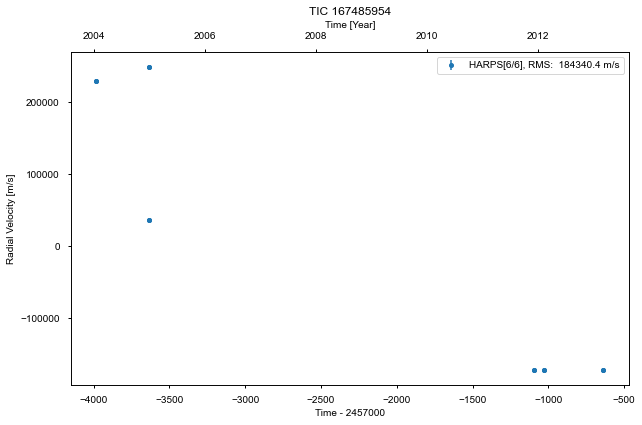 TIC 167485954
Time [Year]
2004 2006 2008 2010 2012
HARPS[6/6], RMS: 184340.4 m/s
200000
100000
0
−100000
Radial Velocity [m/s]
−4000 −3500 −3000 −2500 −2000 −1500 −1000 −500
Time - 2457000